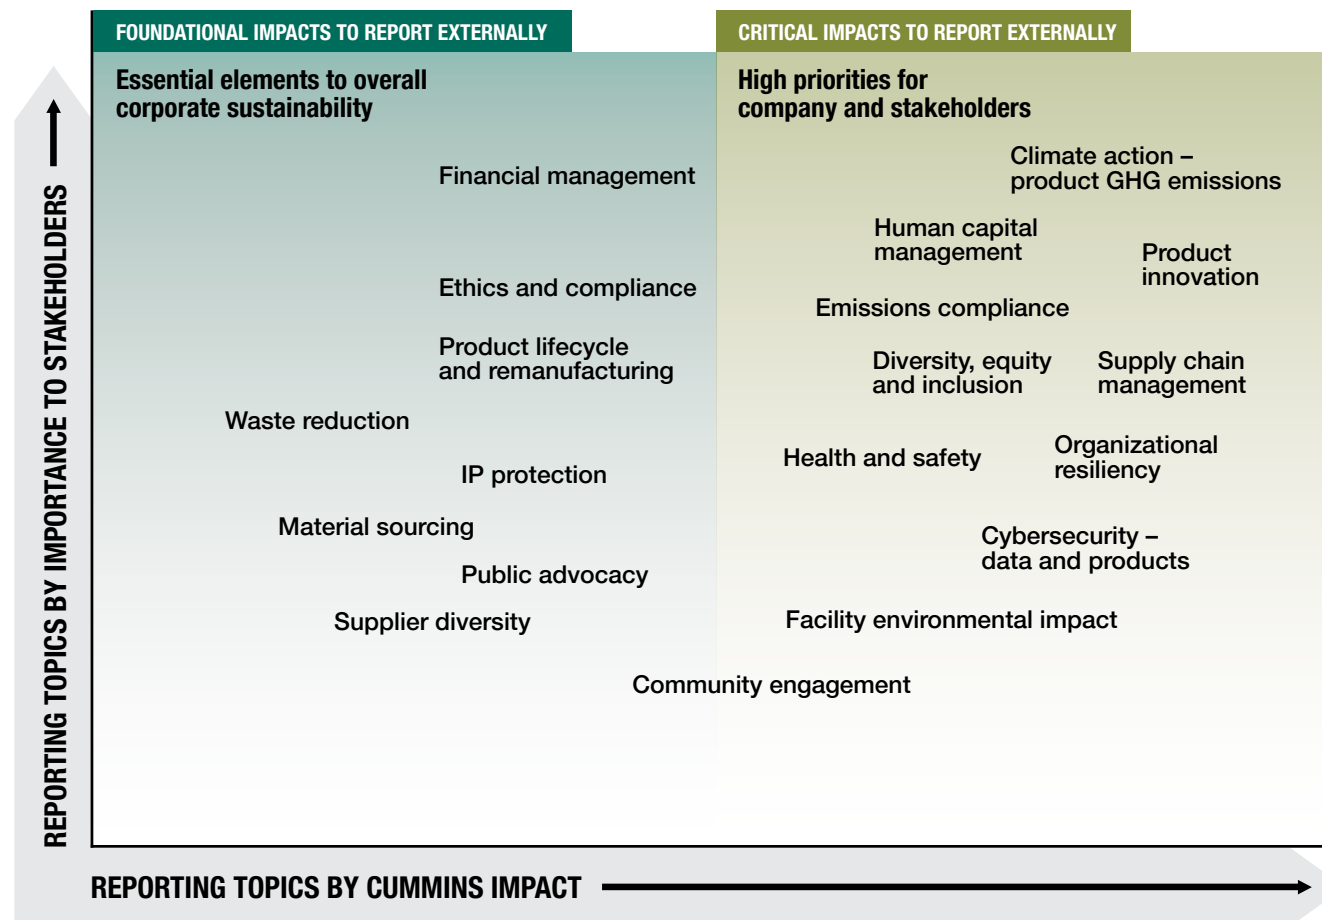 FOUNDATIONAL IMPACTS TO REPORT EXTERNALLY
Essential elements to overall
corporate sustainability
Financial management
Ethics and compliance
Product lifecycle
and remanufacturing
Waste reduction
IP protection
Material sourcing
Public advocacy
Supplier diversity
Community engagement
CRITICAL IMPACTS TO REPORT EXTERNALLY
High priorities for
company and stakeholders
Climate action –
product GHG emissions
Human capital
management
Product
innovation
Emissions compliance
Diversity, equity
and inclusion
Supply chain
management
Health and safety
Organizational
resiliency
Cybersecurity –
data and products
Facility environmental impact
REPORTING TOPICS BY IMPORTANCE TO STAKEHOLDERS
REPORTING TOPICS BY CUMMINS IMPACT